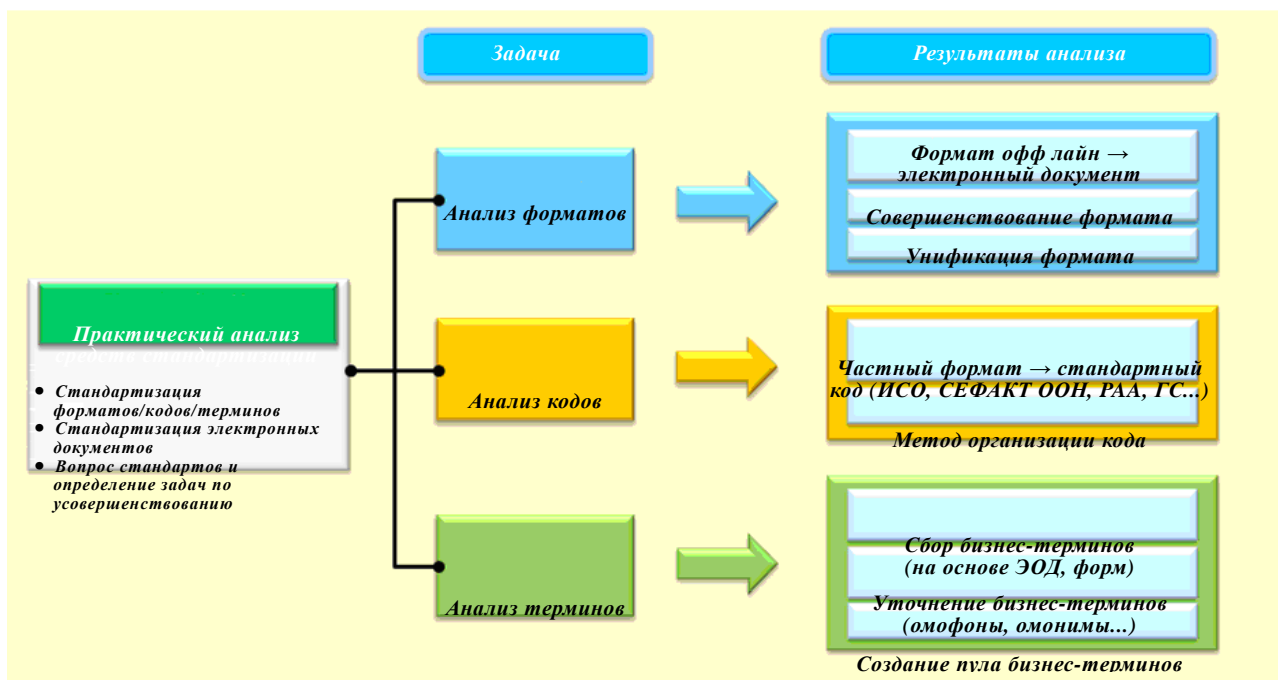 Задача
Результаты анализа
Практический анализ
средств стандартизации
• Стандартизация
форматов/кодов/терминов
• Стандартизация электронных
документов
• Вопрос стандартов и
определение задач по
усовершенствованию
Анализ форматов
Формат офф лайн →
электронный документ
Совершенствование формата
Унификация формата
Анализ кодов
Частный формат → стандартный
код (ИСО, СЕФАКТ ООН, РАА, ГС...)
Метод организации кода
Анализ терминов
Сбор бизнес-терминов
(на основе ЭОД, форм)
Уточнение бизнес-терминов
(омофоны, омонимы...)
Создание пула бизнес-терминов